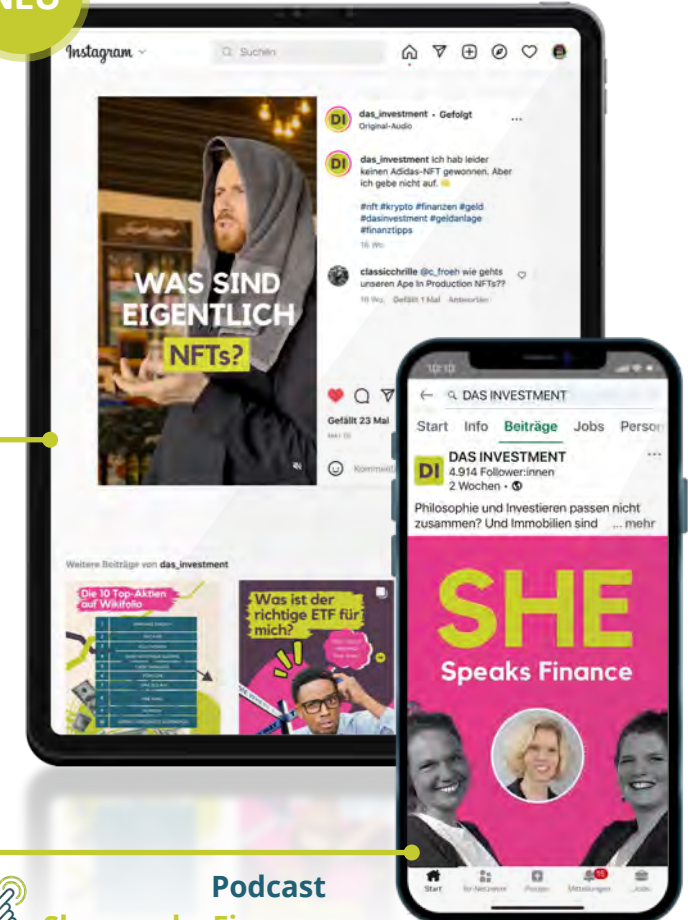 NEU
Instagram
Suchen
das_investment • Gefolgt
Original-Audio
das_investment Ich hab leider
keinen Adidas-NFT gewonnen. Aber
ich gebe nicht auf.
#nft #krypto #finanzen #geld
#dasinvestment #geldanlage
#finanztipps
16 Wo.
classicchrille @c_froeh wie gehts
unseren Ape In Production NFTs??
16 Wo. Gefällt 1 Mal Antworten
WAS SIND
EIGENTLICH
NFTs?
Gefällt 23 Mal
Weitere Beiträge von das_investment
Die 10 Top-Aktien
auf Wikifolio
Was ist der
richtige ETF für
mich?
10:10
DAS INVESTMENT
Start Info Beiträge Jobs Person
DI
DAS INVESTMENT
4.914 Follower:innen
2 Wochen •
Philosophie und Investieren passen nicht
zusammen? Und Immobilien sind ... mehr
SHE
Speaks Finance
Start Ihr Netzwerk Posten Mitteilungen Jobs
Podcast